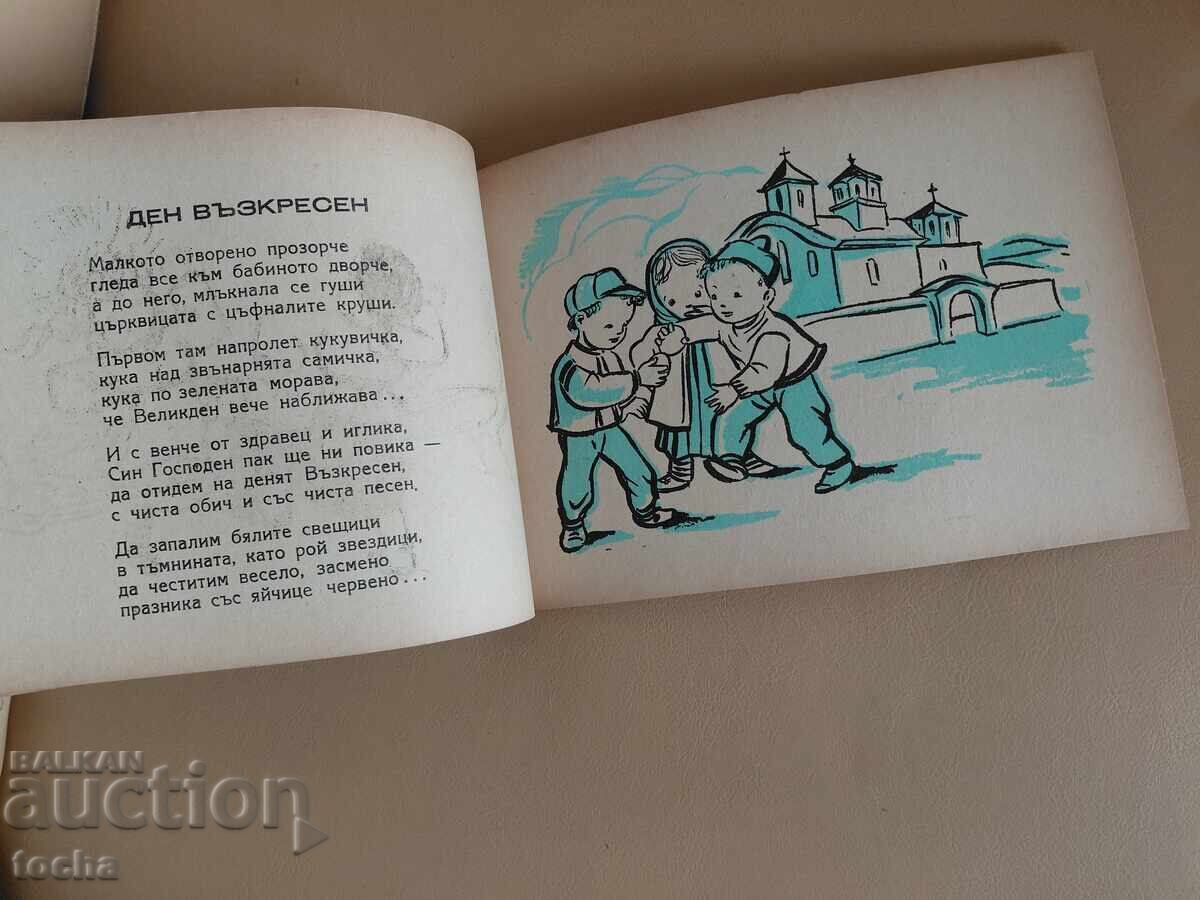 ДЕН ВЪЗКРЕСЕН
Малкото отворено прозорче
гледа все към бабиното дворче,
а до него, млъкнала се гуши
църквицата с цъфналите круши.
Първом там напролет кукувичка,
кука над звънарнята самичка,
кука по зелената морава,
че Великден вече наближава...
И с венче от здравец и иглика,
Син Господен пак ще ни повика —
да отидем на денят Възкресен,
с чиста обич и със чиста песен,
Да запалим бялите свещици
в тъмнината, като рой звездици,
да честитим весело, засмено
празника със яйчице червено...
BALKAN
auction
tocha